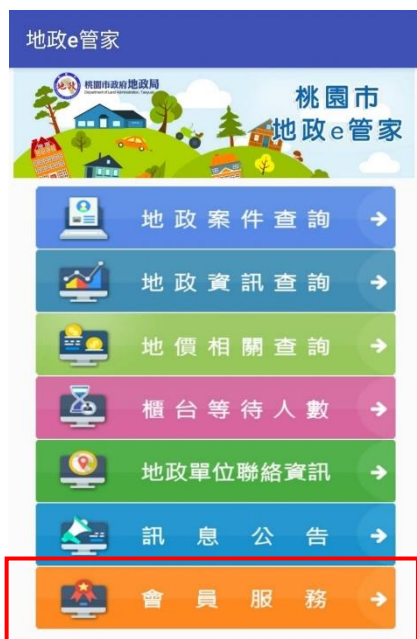 地政e管家
桃園市政府地政局
桃園市
地政e管家
地政案件查詢
地政資訊查詢
地價相關查詢
櫃台等待人數
地政單位聯絡資訊
訊息公告
會員服務